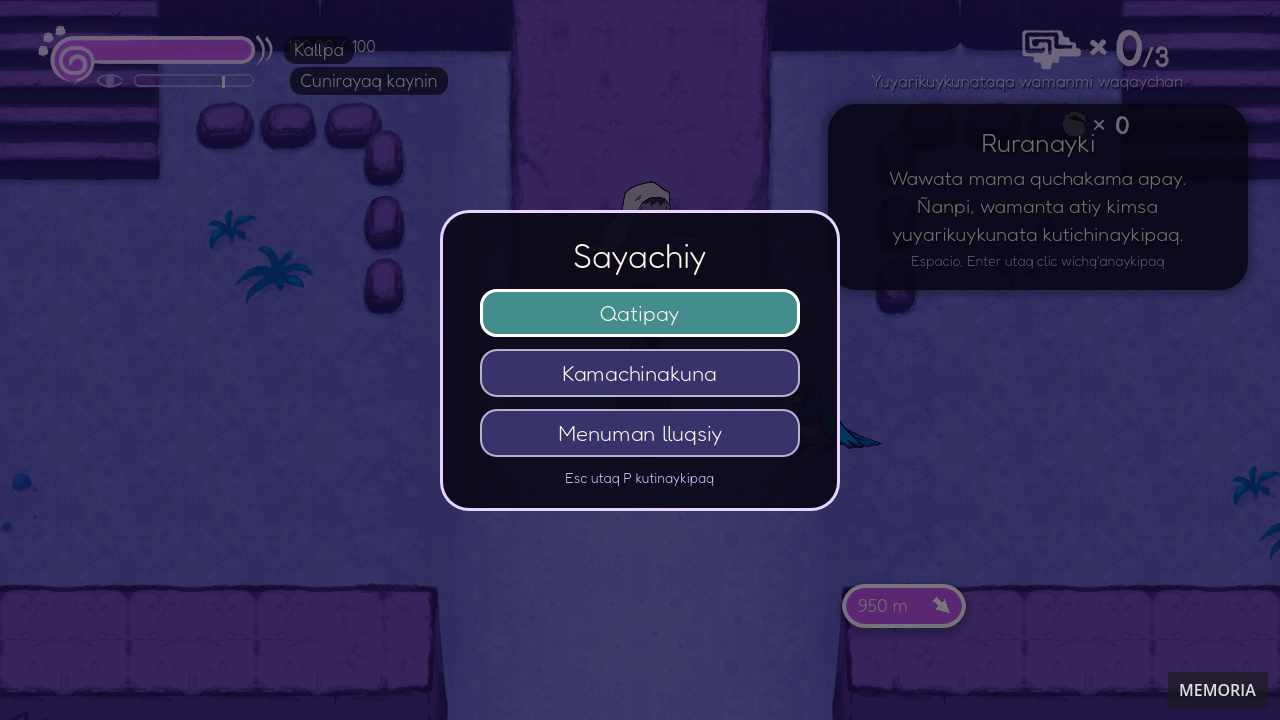 Kallpa 100
Cunirayaq kaynin
× 0/3
Yuyarikuykunataqa wamanmi waqaychan
× 0
Ruranayki
Wawata mama quchakama apay.
Ñanpi, wamanta atiy kimsa
yuyarikuykunata kutichinaykipaq.
Espacio, Enter utaq clic wichq'anaykipaq
Sayachiy
Qatipay
Kamachinakuna
Menuman lluqsiy
Esc utaq P kutinaykipaq
950 m
MEMORIA